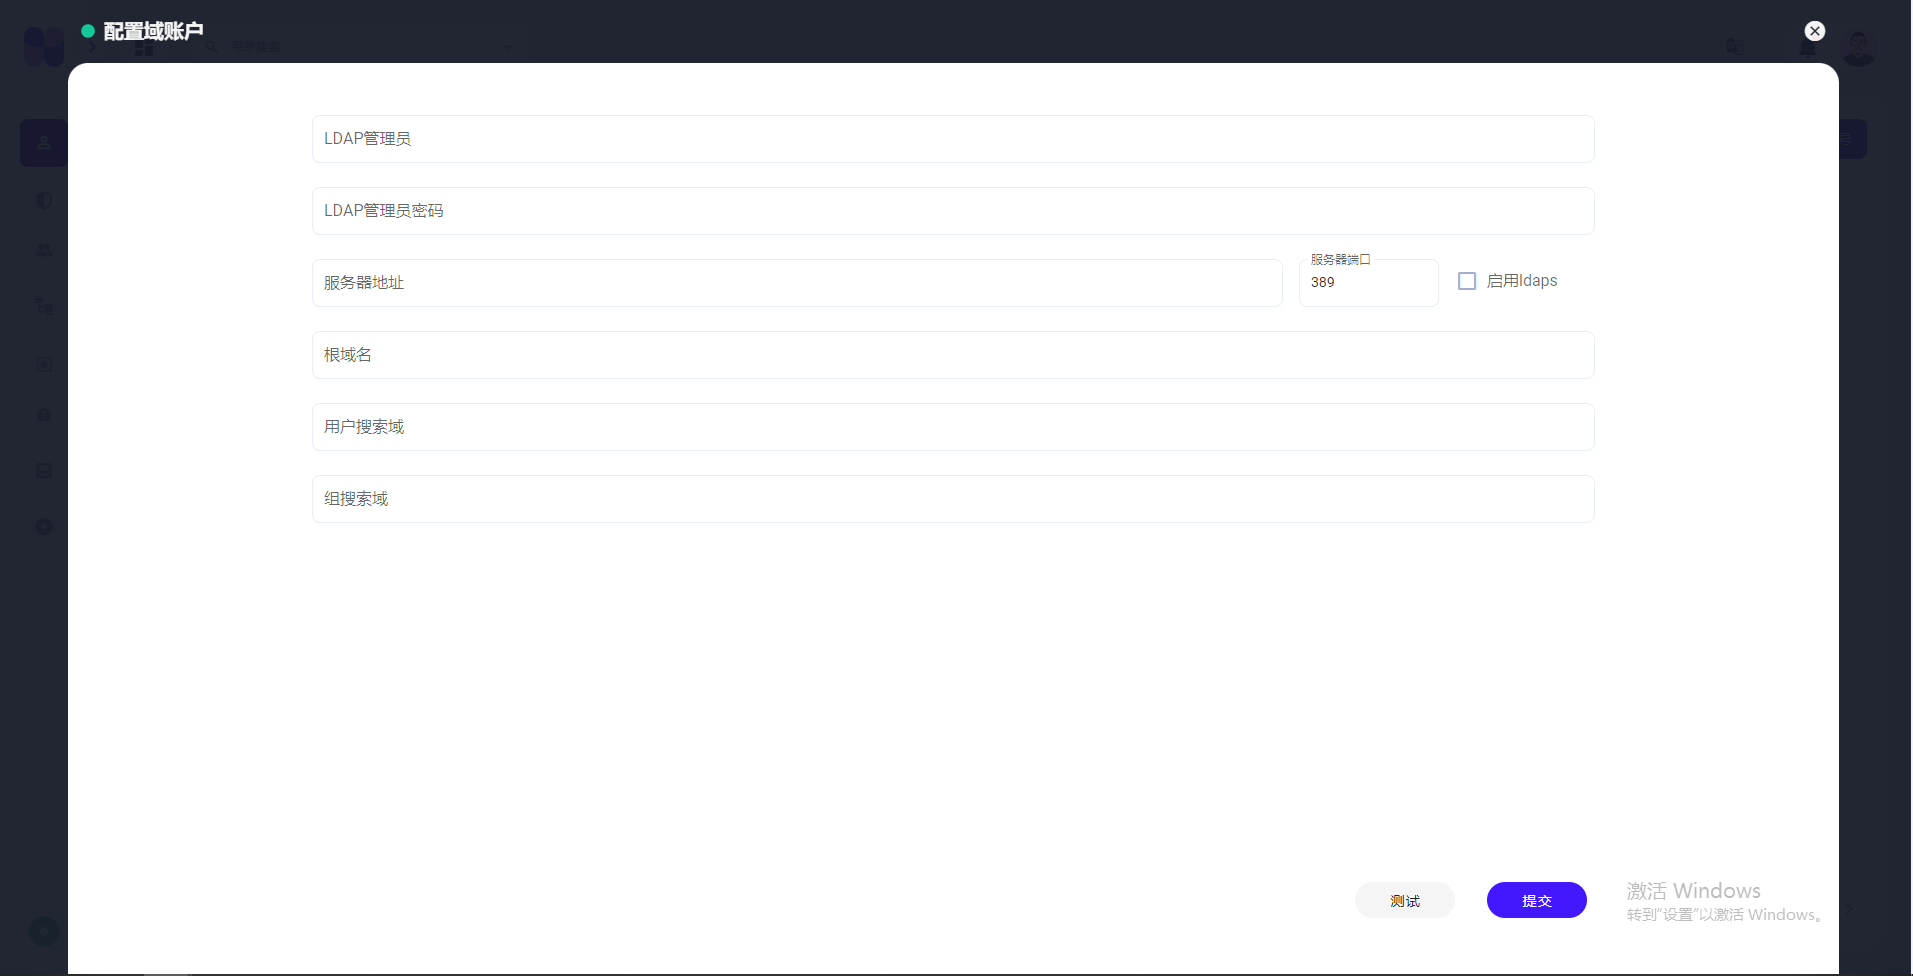 配置域账户
LDAP管理员
LDAP管理员密码
服务器地址
服务器端口
389
启用ldaps
根域名
用户搜索域
组搜索域
测试
提交
激活 Windows
转到“设置”以激活 Windows。